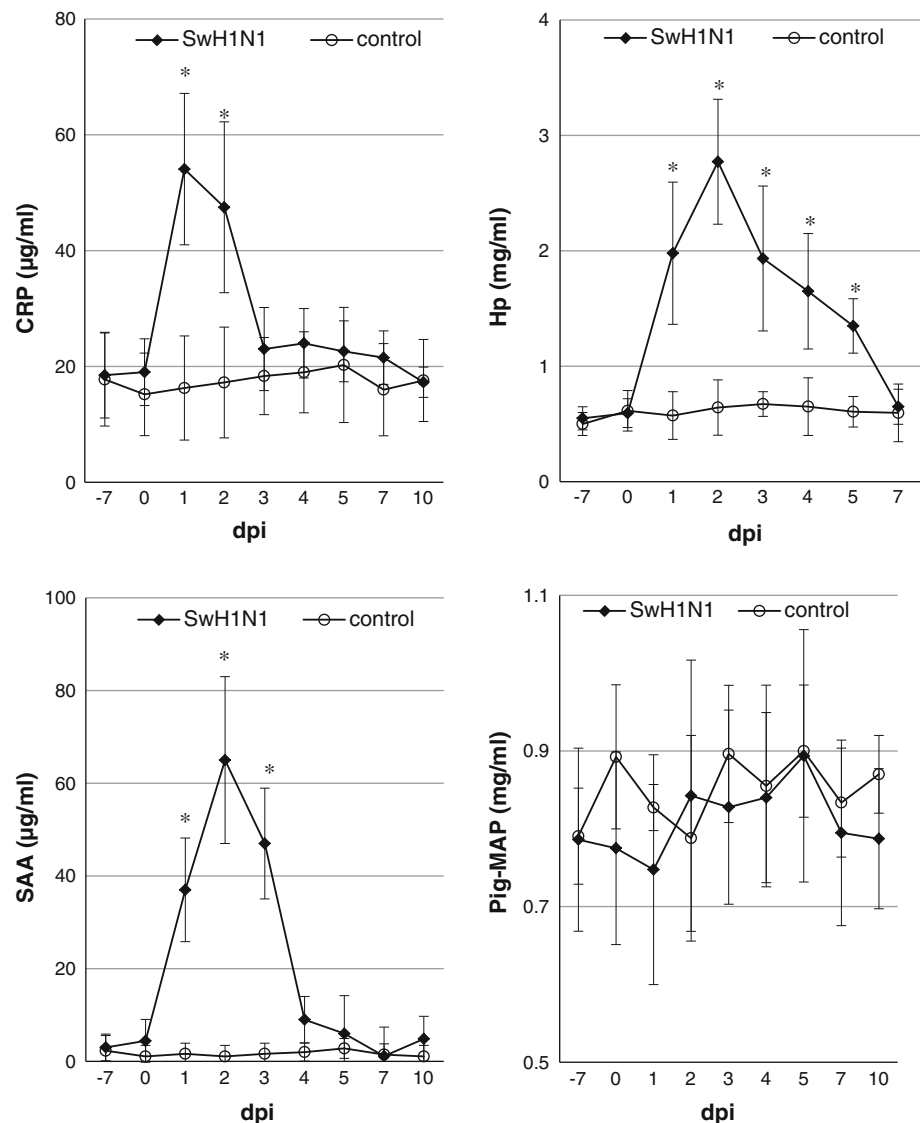 SwH1N1 control
CRP (µg/ml)
80
60
40
20
0
* *
-7 0 1 2 3 4 5 7 10
dpi
SwH1N1 control
Hp (mg/ml)
4
3
2
1
0
* * * * *
-7 0 1 2 3 4 5 7
dpi
SwH1N1 control
SAA (µg/ml)
100
80
60
40
20
0
* * *
-7 0 1 2 3 4 5 7 10
dpi
SwH1N1 control
Pig-MAP (mg/ml)
1.1
0.9
0.7
0.5
-7 0 1 2 3 4 5 7 10
dpi